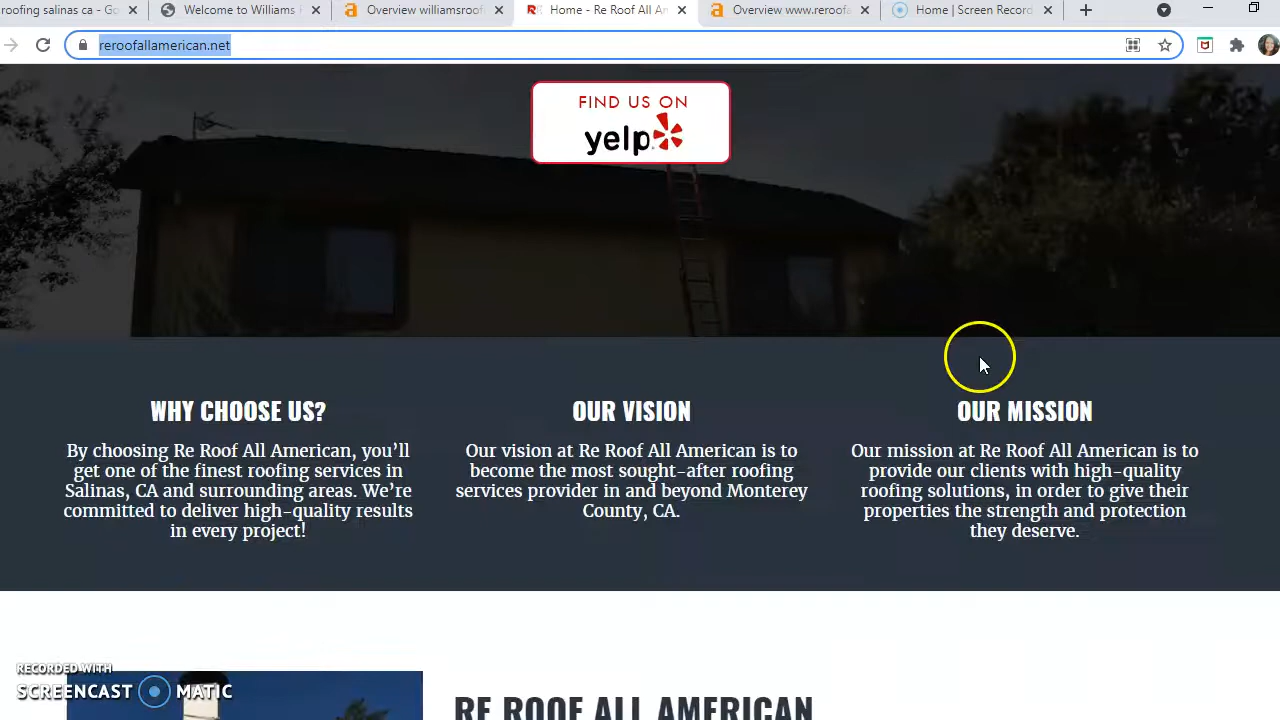 roofing salinas ca - Go
Welcome to Williams
Overview williamsroof
Home - Re Roof All Am
Overview www.reroofa
Home | Screen Record
reroofallamerican.net
FIND US ON
yelp
WHY CHOOSE US?
By choosing Re Roof All American, you'll
get one of the finest roofing services in
Salinas, CA and surrounding areas. We're
committed to deliver high-quality results
in every project!
OUR VISION
Our vision at Re Roof All American is to
become the most sought-after roofing
services provider in and beyond Monterey
County, CA.
OUR MISSION
Our mission at Re Roof All American is to
provide our clients with high-quality
roofing solutions, in order to give their
properties the strength and protection
they deserve.
RE ROOF ALL AMERICAN
RECORDED WITH
SCREENCAST MATIC